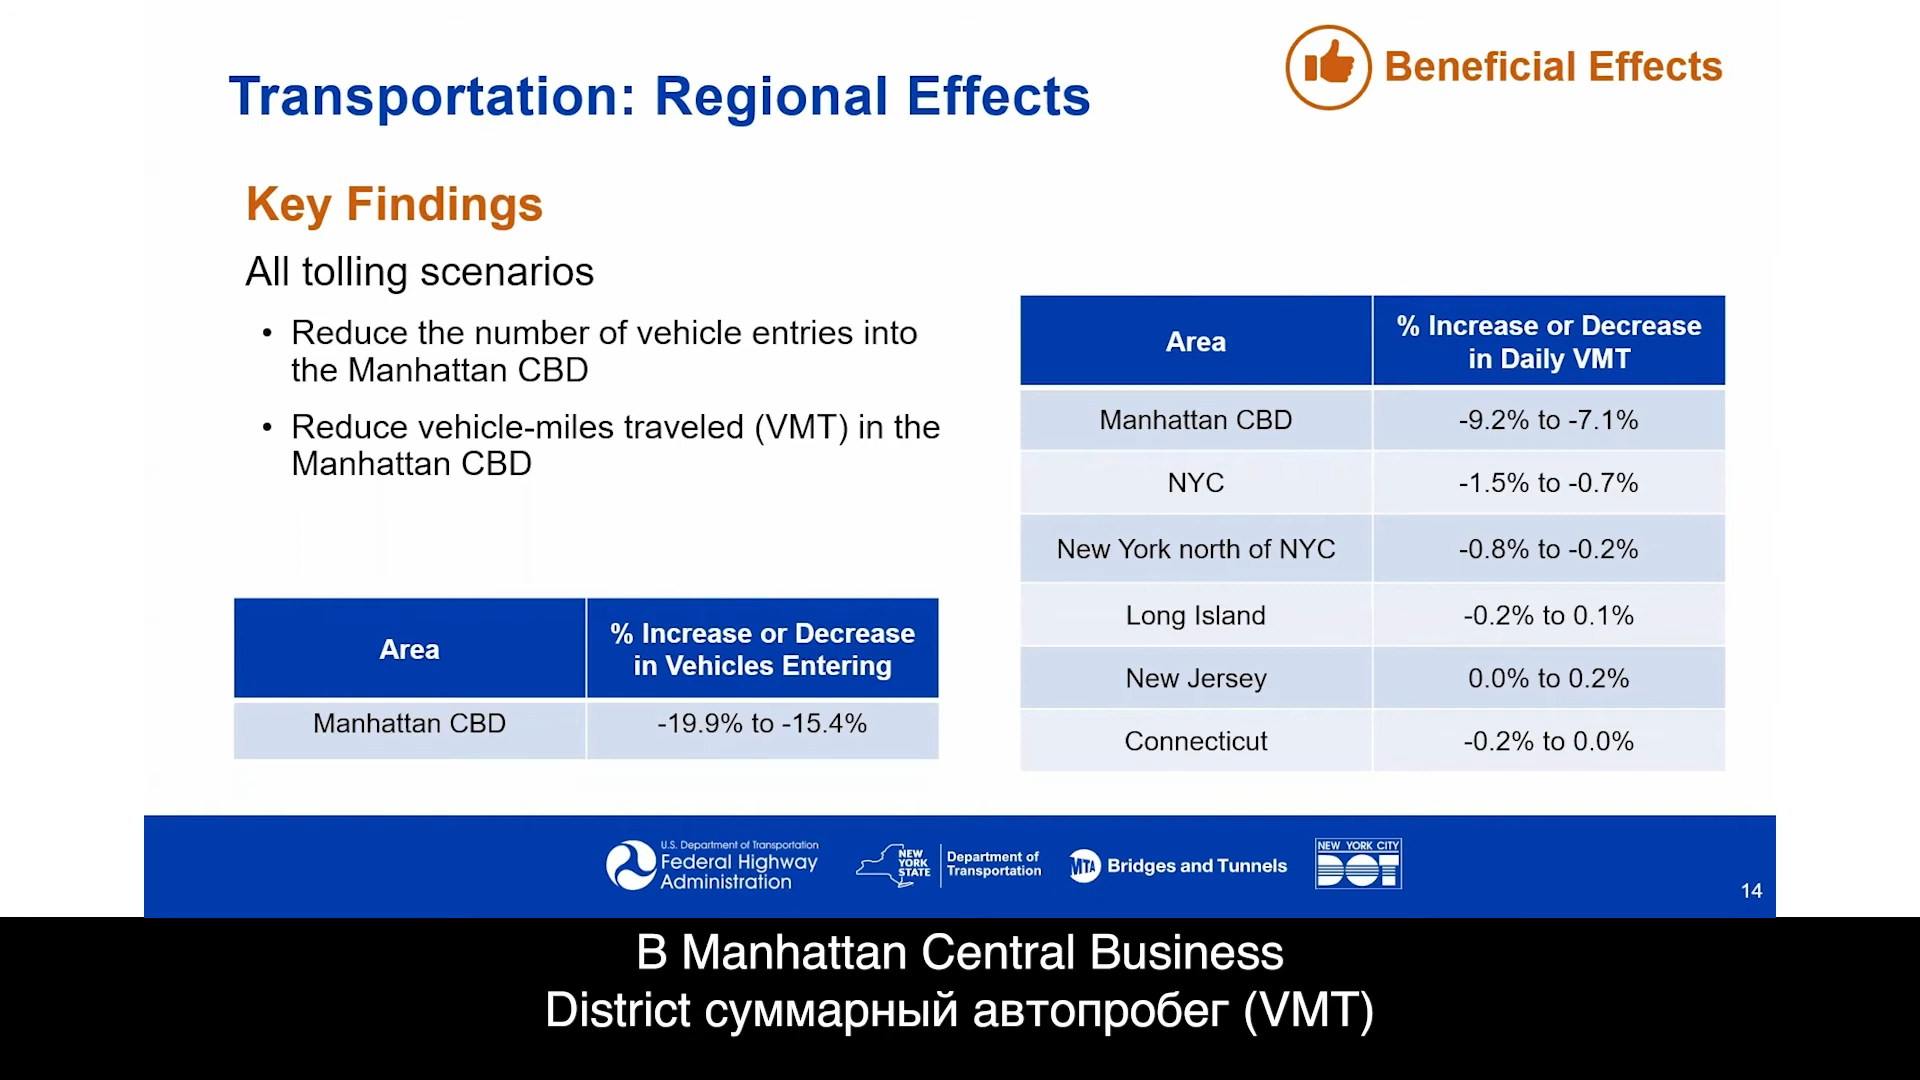 Beneficial Effects
Transportation: Regional Effects
Key Findings
All tolling scenarios
• Reduce the number of vehicle entries into
the Manhattan CBD
• Reduce vehicle-miles traveled (VMT) in the
Manhattan CBD
Area
% Increase or Decrease
in Vehicles Entering
Manhattan CBD
-19.9% to -15.4%
Area
% Increase or Decrease
in Daily VMT
Manhattan CBD
-9.2% to -7.1%
NYC
-1.5% to -0.7%
New York north of NYC
-0.8% to -0.2%
Long Island
-0.2% to 0.1%
New Jersey
0.0% to 0.2%
Connecticut
-0.2% to 0.0%
U.S. Department of Transportation
Federal Highway
Administration
NEW
YORK
STATE
Department of
Transportation
MTA
Bridges and Tunnels
NEW YORK CITY
DOT
14
В Manhattan Central Business
District суммарный автопробег (VMT)